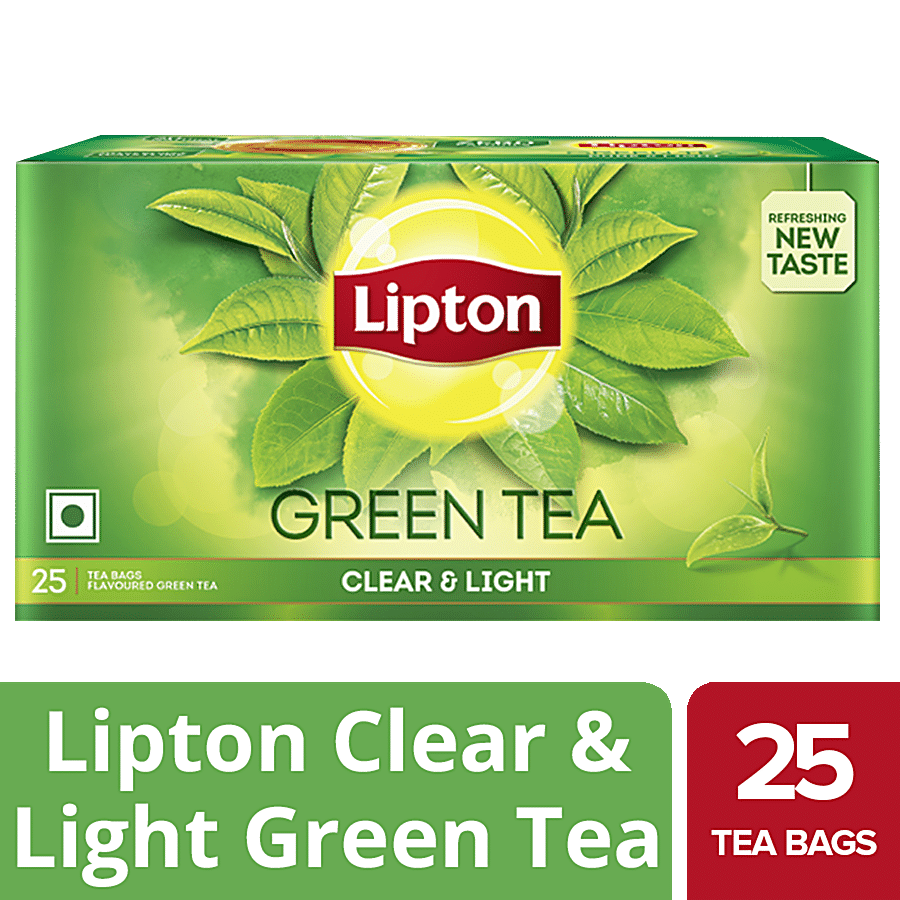 REFRESHING
NEW
TASTE
Lipton
GREEN TEA
25
TEA BAGS
FLAVOURED GREEN TEA
CLEAR & LIGHT
Lipton Clear &
Light Green Tea
25
TEA BAGS